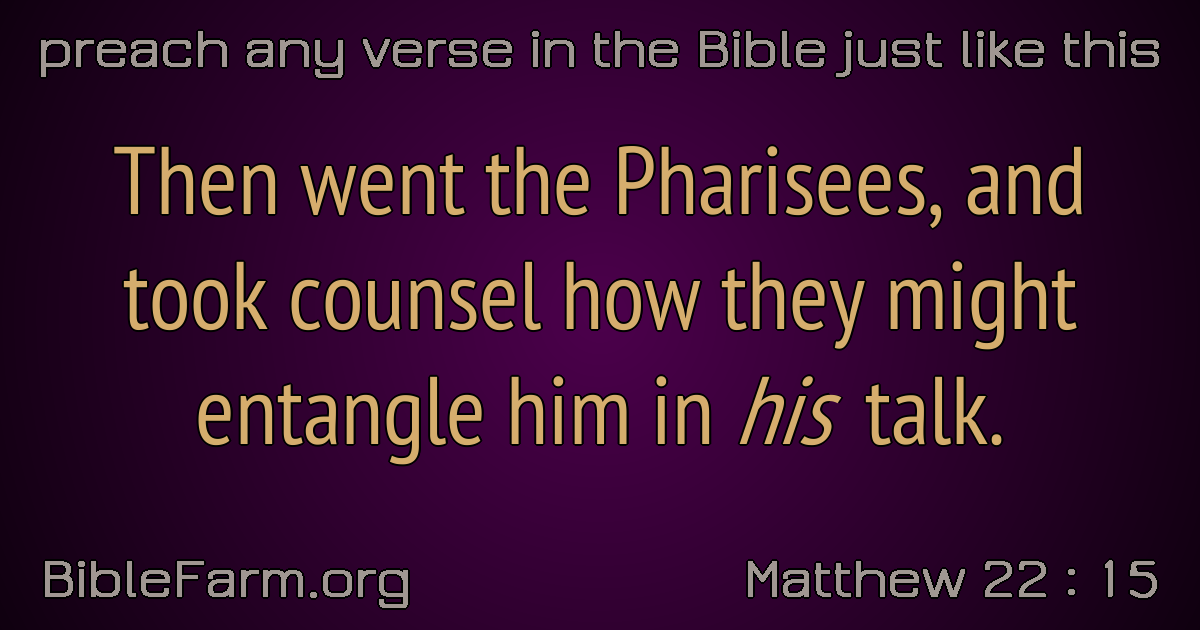 preach any verse in the Bible just like this
Then went the Pharisees, and
took counsel how they might
entangle him in his talk.
BibleFarm.org
Matthew 22 : 15